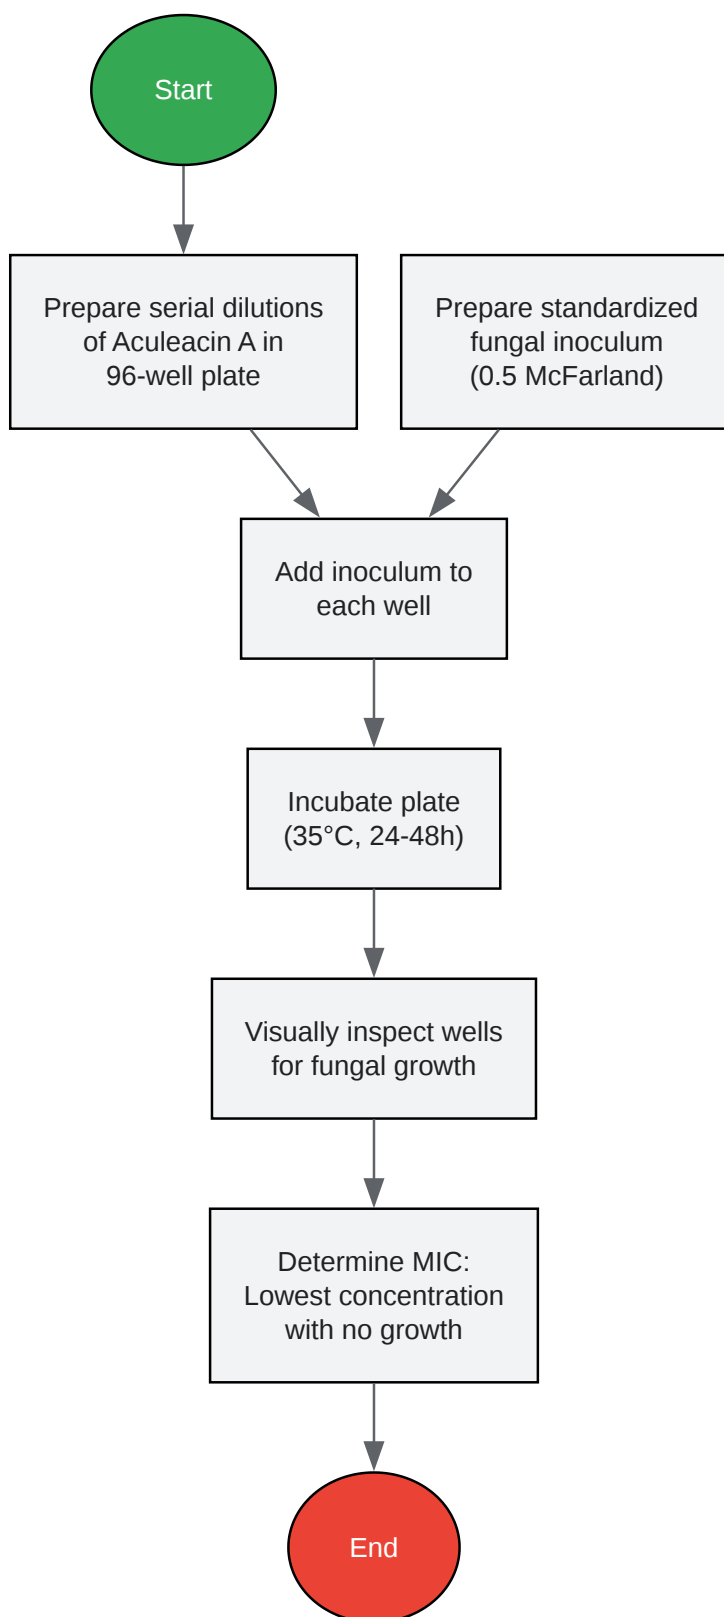 Start
Prepare serial dilutions
of Aculeacin A in
96-well plate
Prepare standardized
fungal inoculum
(0.5 McFarland)
Add inoculum to
each well
Incubate plate
(35°C, 24-48h)
Visually inspect wells
for fungal growth
Determine MIC:
Lowest concentration
with no growth
End